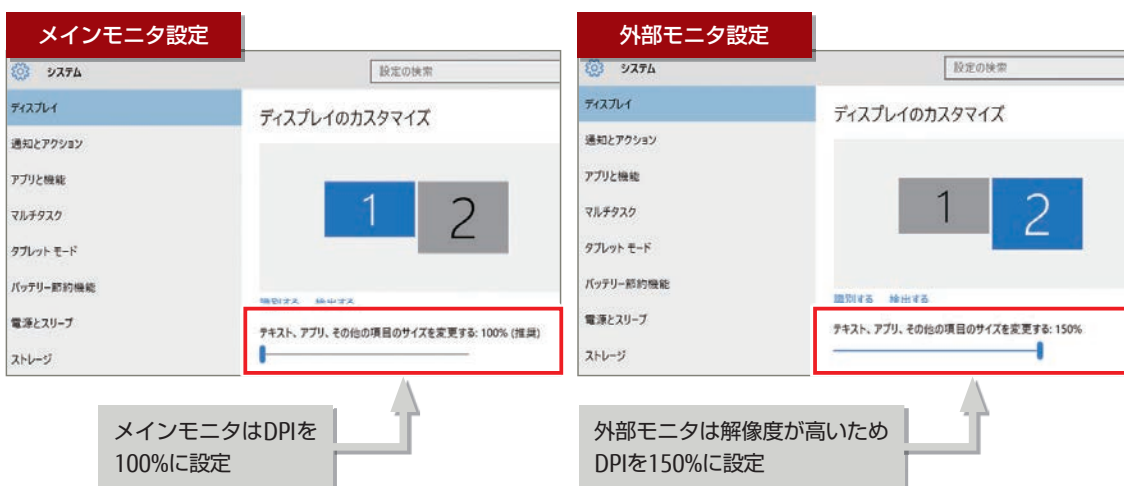 メインモニタ設定
システム
設定の検索
ディスプレイ
通知とアクション
アプリと機能
マルチタスク
タブレット モード
バッテリー節約機能
電源とスリープ
ストレージ
ディスプレイのカスタマイズ
1
2
識別する 検出する
テキスト、アプリ、その他の項目のサイズを変更する: 100% (推奨)
メインモニタはDPIを
100%に設定
外部モニタ設定
システム
設定の検索
ディスプレイ
通知とアクション
アプリと機能
マルチタスク
タブレット モード
バッテリー節約機能
電源とスリープ
ストレージ
ディスプレイのカスタマイズ
1
2
識別する 検出する
テキスト、アプリ、その他の項目のサイズを変更する: 150%
外部モニタは解像度が高いため
DPIを150%に設定